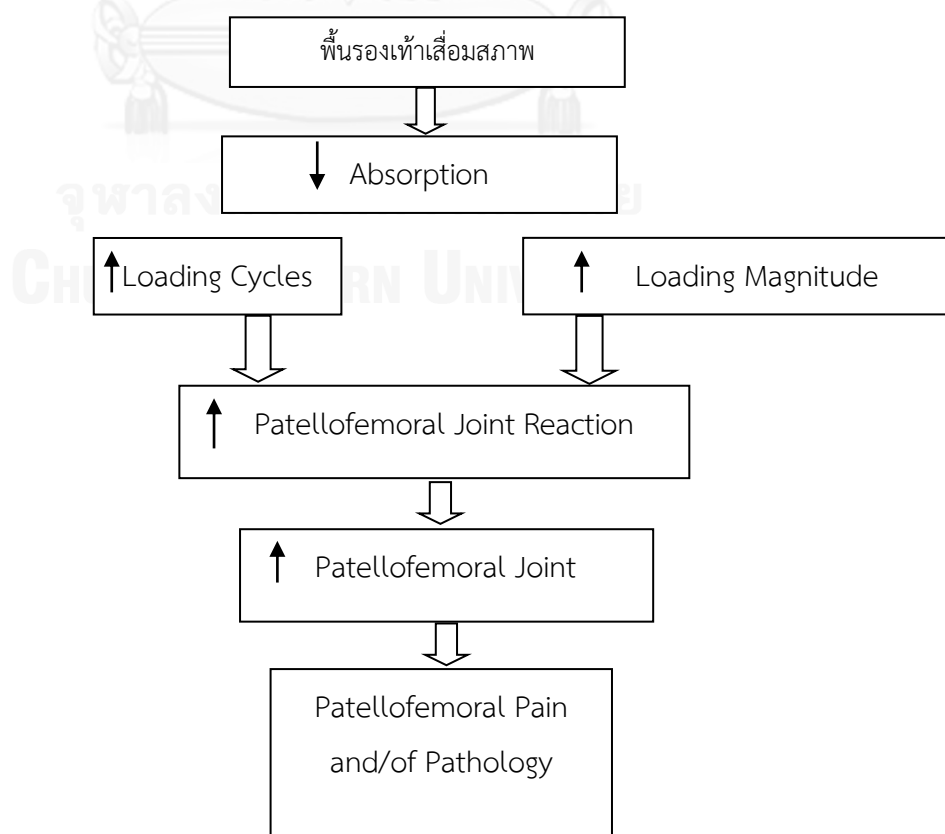 พื้นรองเท้าเสื่อมสภาพ
↓ Absorption
↑ Loading Cycles
↑ Loading Magnitude
↑ Patellofemoral Joint Reaction
↑ Patellofemoral Joint
Patellofemoral Pain
and/of Pathology